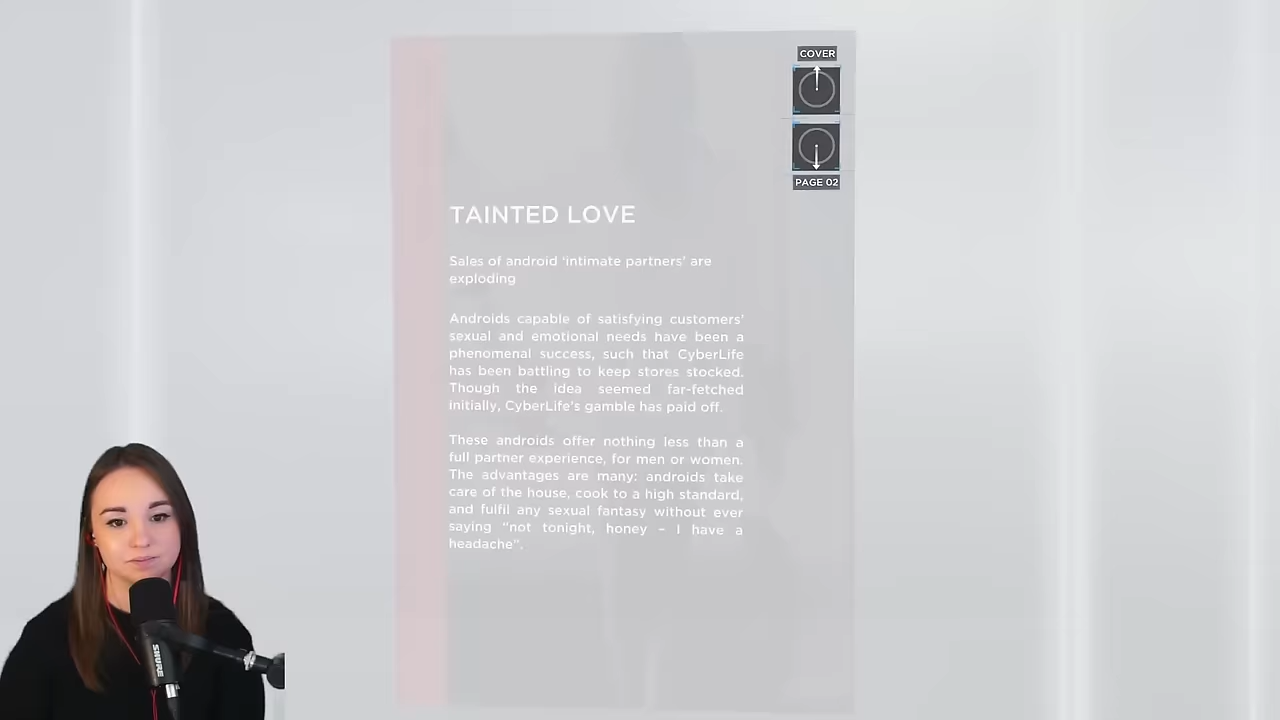 COVER
PAGE 02
TAINTED LOVE
Sales of android ‘intimate partners’ are
exploding
Androids capable of satisfying customers’
sexual and emotional needs have been a
phenomenal success, such that CyberLife
has been battling to keep stores stocked.
Though the idea seemed far-fetched
initially, CyberLife’s gamble has paid off.
These androids offer nothing less than a
full partner experience, for men or women.
The advantages are many: androids take
care of the house, cook to a high standard,
and fulfil any sexual fantasy without ever
saying “not tonight, honey – I have a
headache”.
SHURE